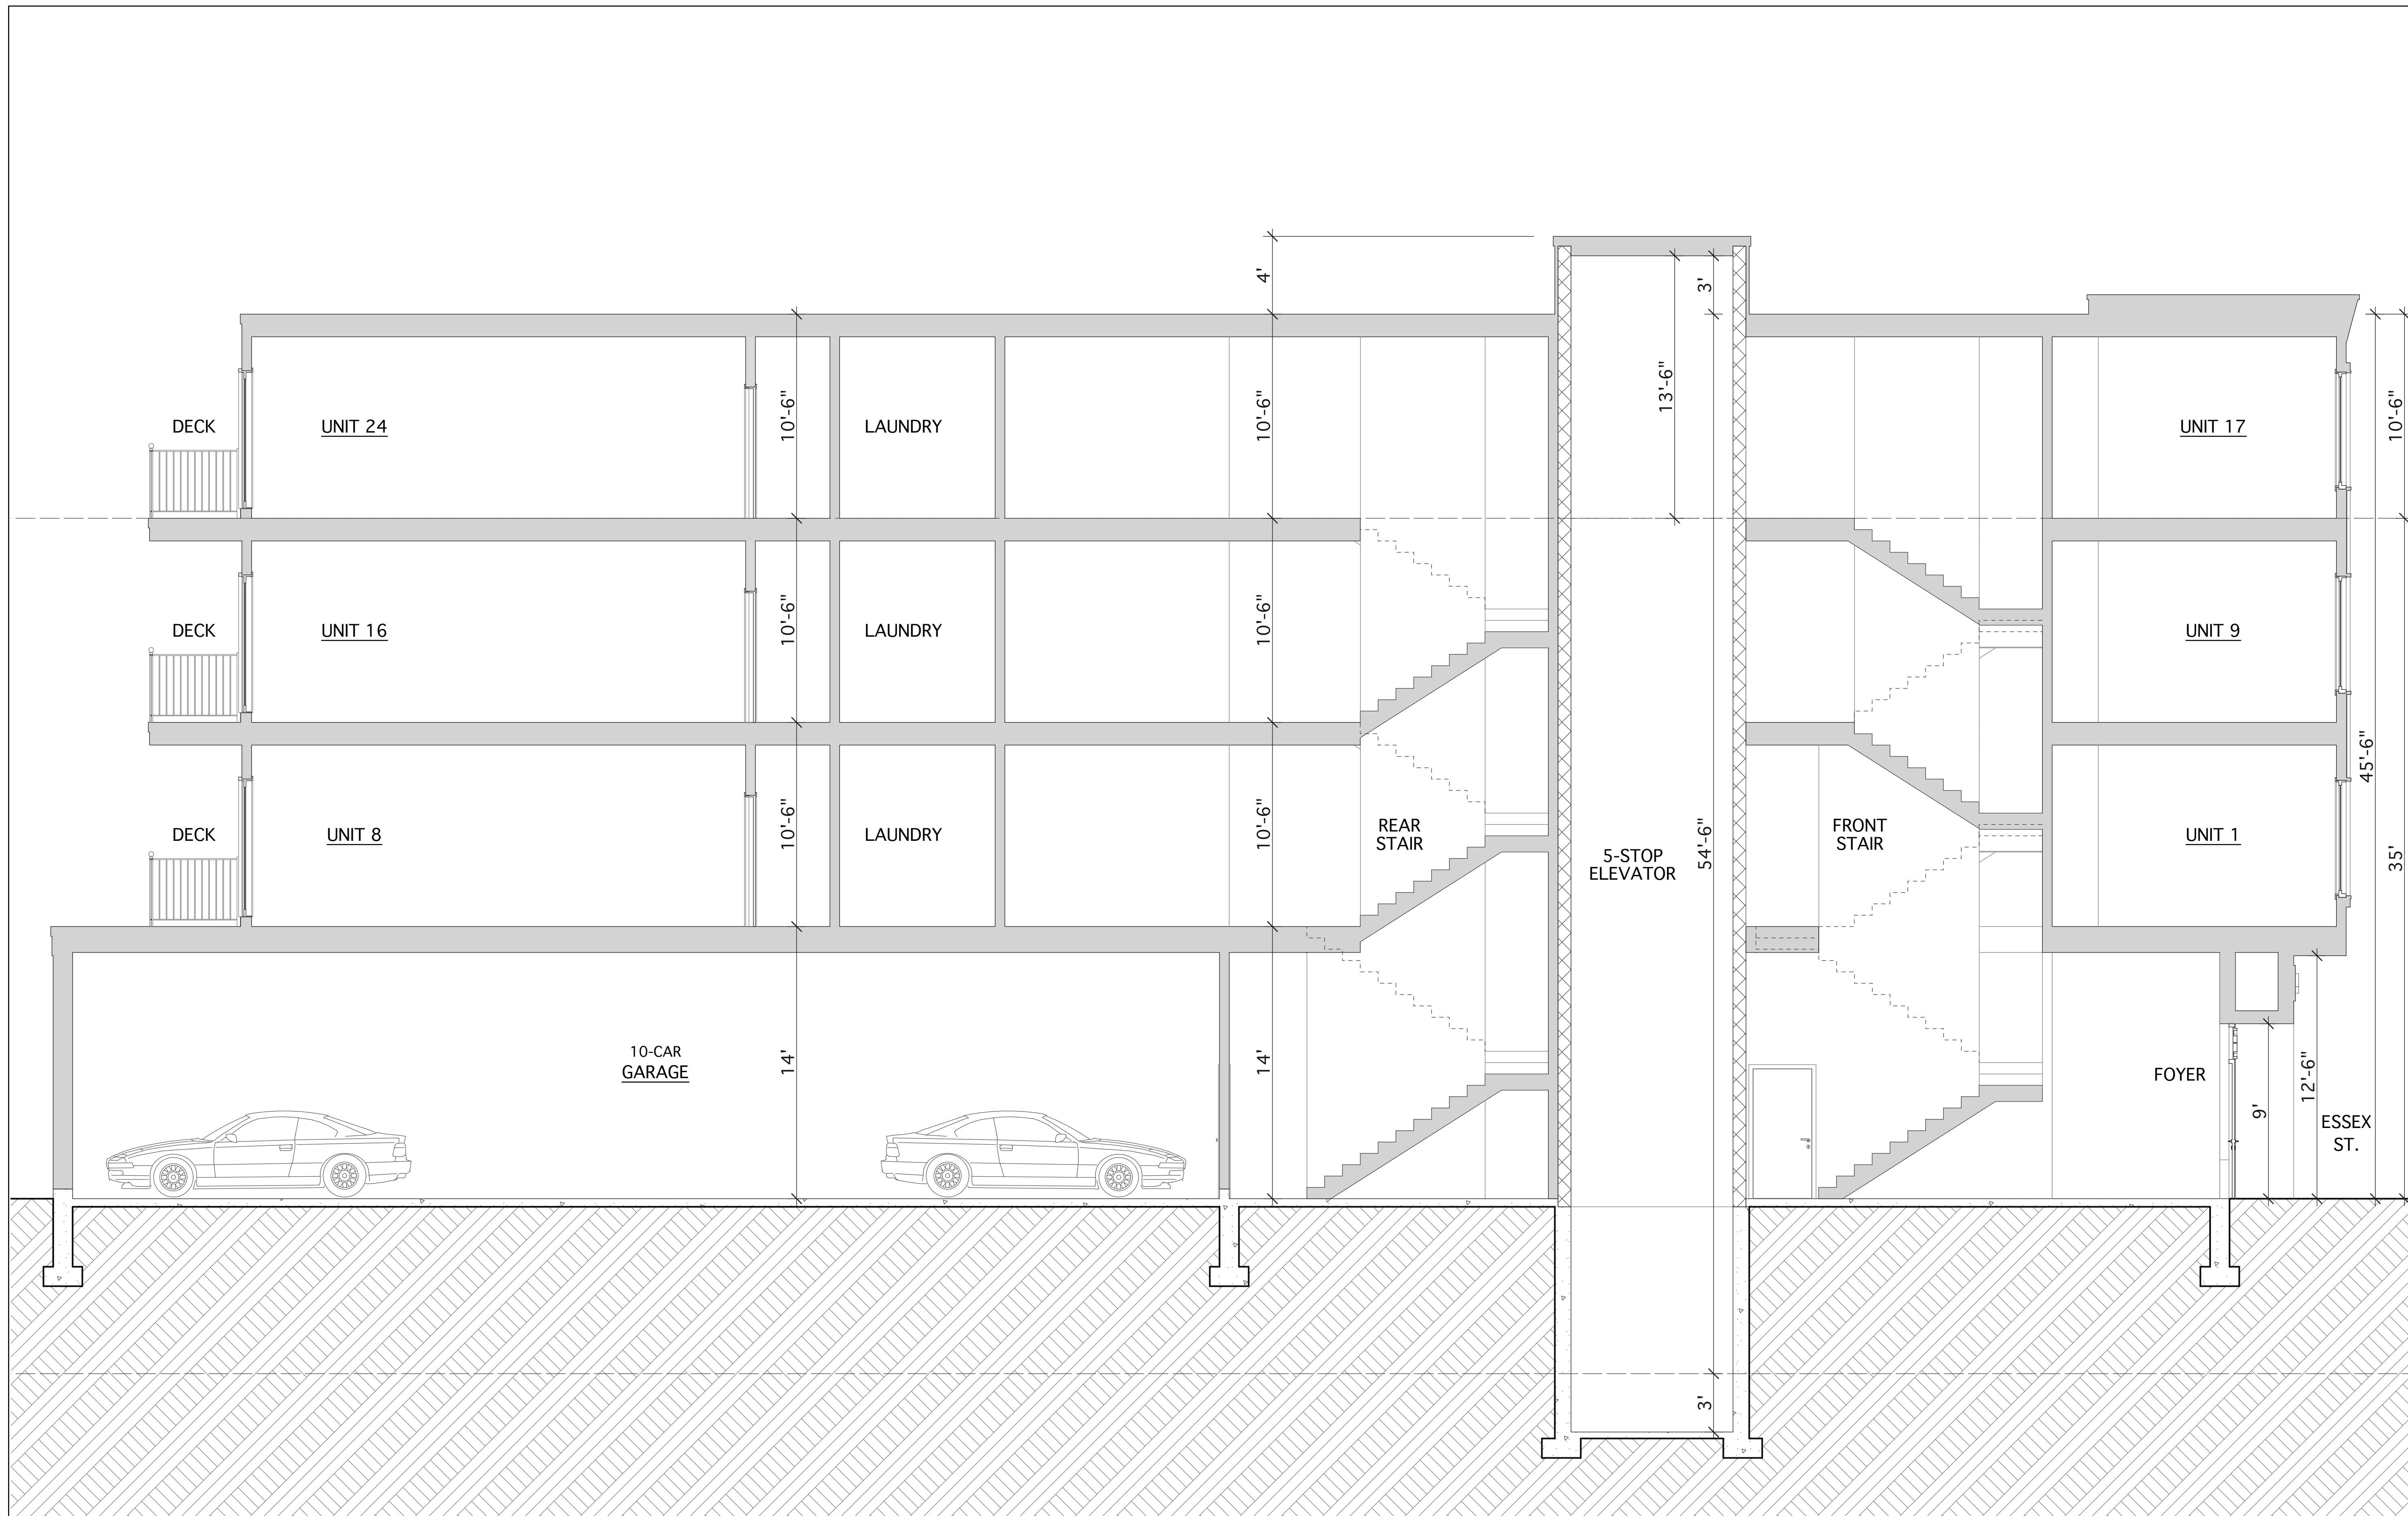 4'
3'
13'-6"
10'-6"
10'-6"
10'-6"
DECK
UNIT 24
LAUNDRY
UNIT 17
10'-6"
10'-6"
DECK
UNIT 16
LAUNDRY
UNIT 9
45'-6"
10'-6"
10'-6"
DECK
UNIT 8
LAUNDRY
REAR
STAIR
5-STOP
ELEVATOR
54'-6"
FRONT
STAIR
UNIT 1
35'
10-CAR
GARAGE
14'
14'
FOYER
9'
12'-6"
ESSEX
ST.
3'